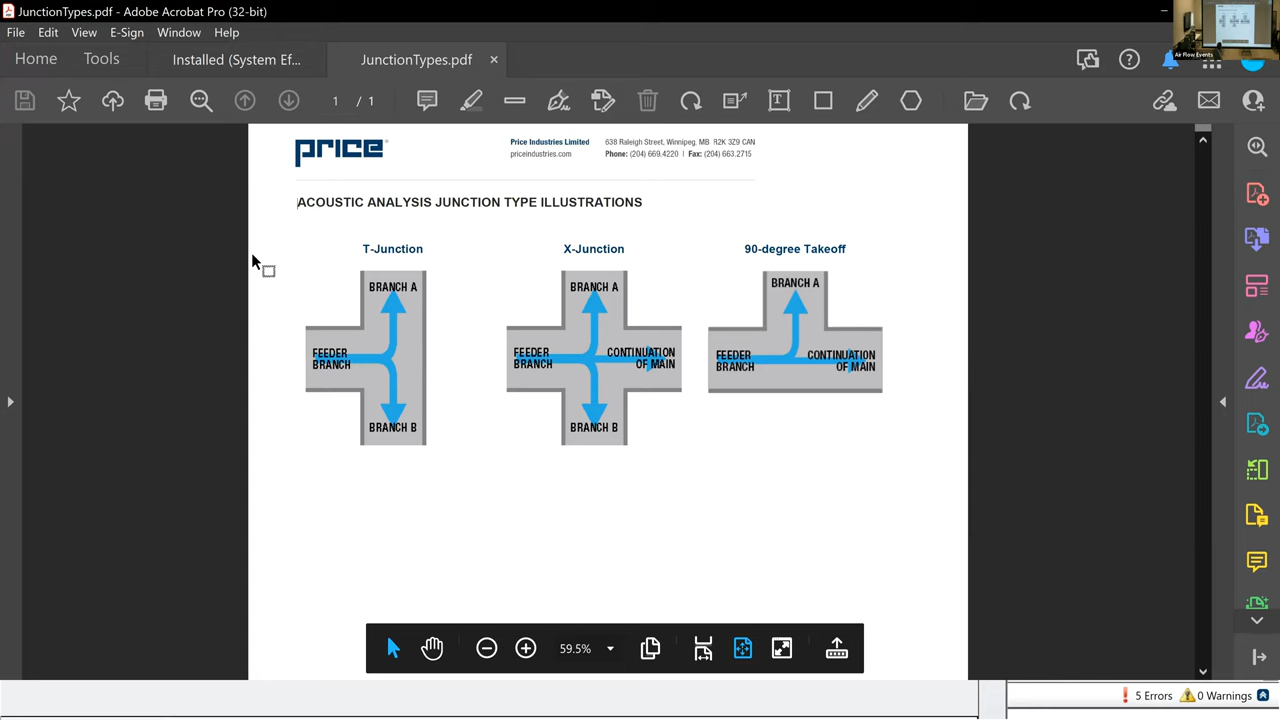 JunctionTypes.pdf - Adobe Acrobat Pro (32-bit)
File Edit View E-Sign Window Help
Home Tools Installed (System Ef... JunctionTypes.pdf
Air Flow Events
1 / 1
price®
Price Industries Limited 638 Raleigh Street, Winnipeg, MB R2K 3Z9 CAN
priceindustries.com Phone: (204) 669.4220 | Fax: (204) 663.2715
ACOUSTIC ANALYSIS JUNCTION TYPE ILLUSTRATIONS
T-Junction X-Junction 90-degree Takeoff
BRANCH A BRANCH A BRANCH A
FEEDER BRANCH
FEEDER BRANCH CONTINUATION OF MAIN
FEEDER BRANCH CONTINUATION OF MAIN
BRANCH B BRANCH B
59.5%
5 Errors 0 Warnings